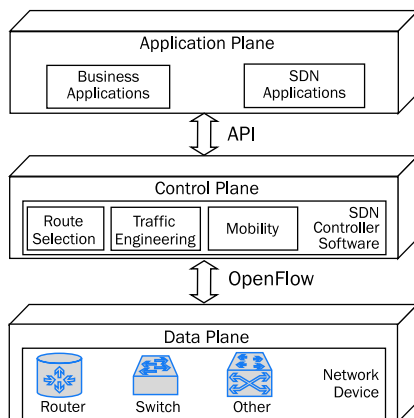 Application Plane
Business Applications
SDN Applications
API
Control Plane
Route Selection
Traffic Engineering
Mobility
SDN Controller Software
OpenFlow
Data Plane
Network Device
Router
Switch
Other